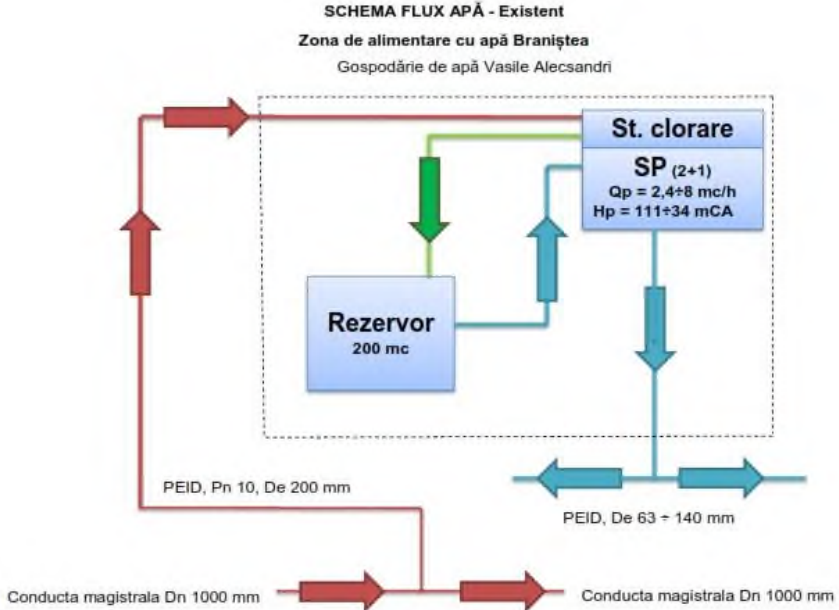 SCHEMA FLUX APĂ - Existent
Zona de alimentare cu apă Braniștea
Gospodărie de apă Vasile Alecsandri
St. clorare
SP (2+1)
Qp = 2,4÷8 mc/h
Hp = 111÷34 mCA
Rezervor
200 mc
PEID, Pn 10, De 200 mm
PEID, De 63 ÷ 140 mm
Conducta magistrala Dn 1000 mm
Conducta magistrala Dn 1000 mm